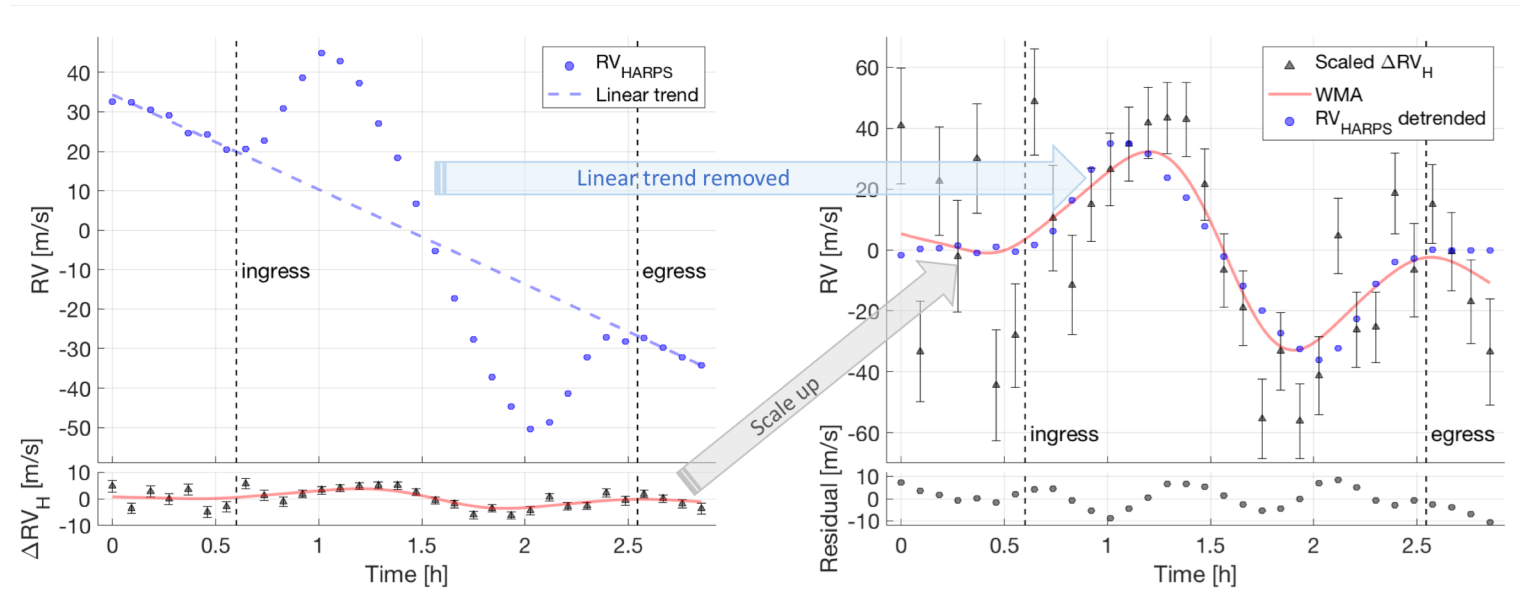 RV_HARPS
Linear trend
40
30
20
10
0
-10
-20
-30
-40
-50
RV [m/s]
ingress
egress
10
0
-10
ΔRV_H [m/s]
0
0.5
1
1.5
2
2.5
Time [h]
Linear trend removed
Scale up
Scaled ΔRV_H
WMA
RV_HARPS detrended
60
40
20
0
-20
-40
-60
RV [m/s]
ingress
egress
10
0
-10
Residual [m/s]
0
0.5
1
1.5
2
2.5
Time [h]